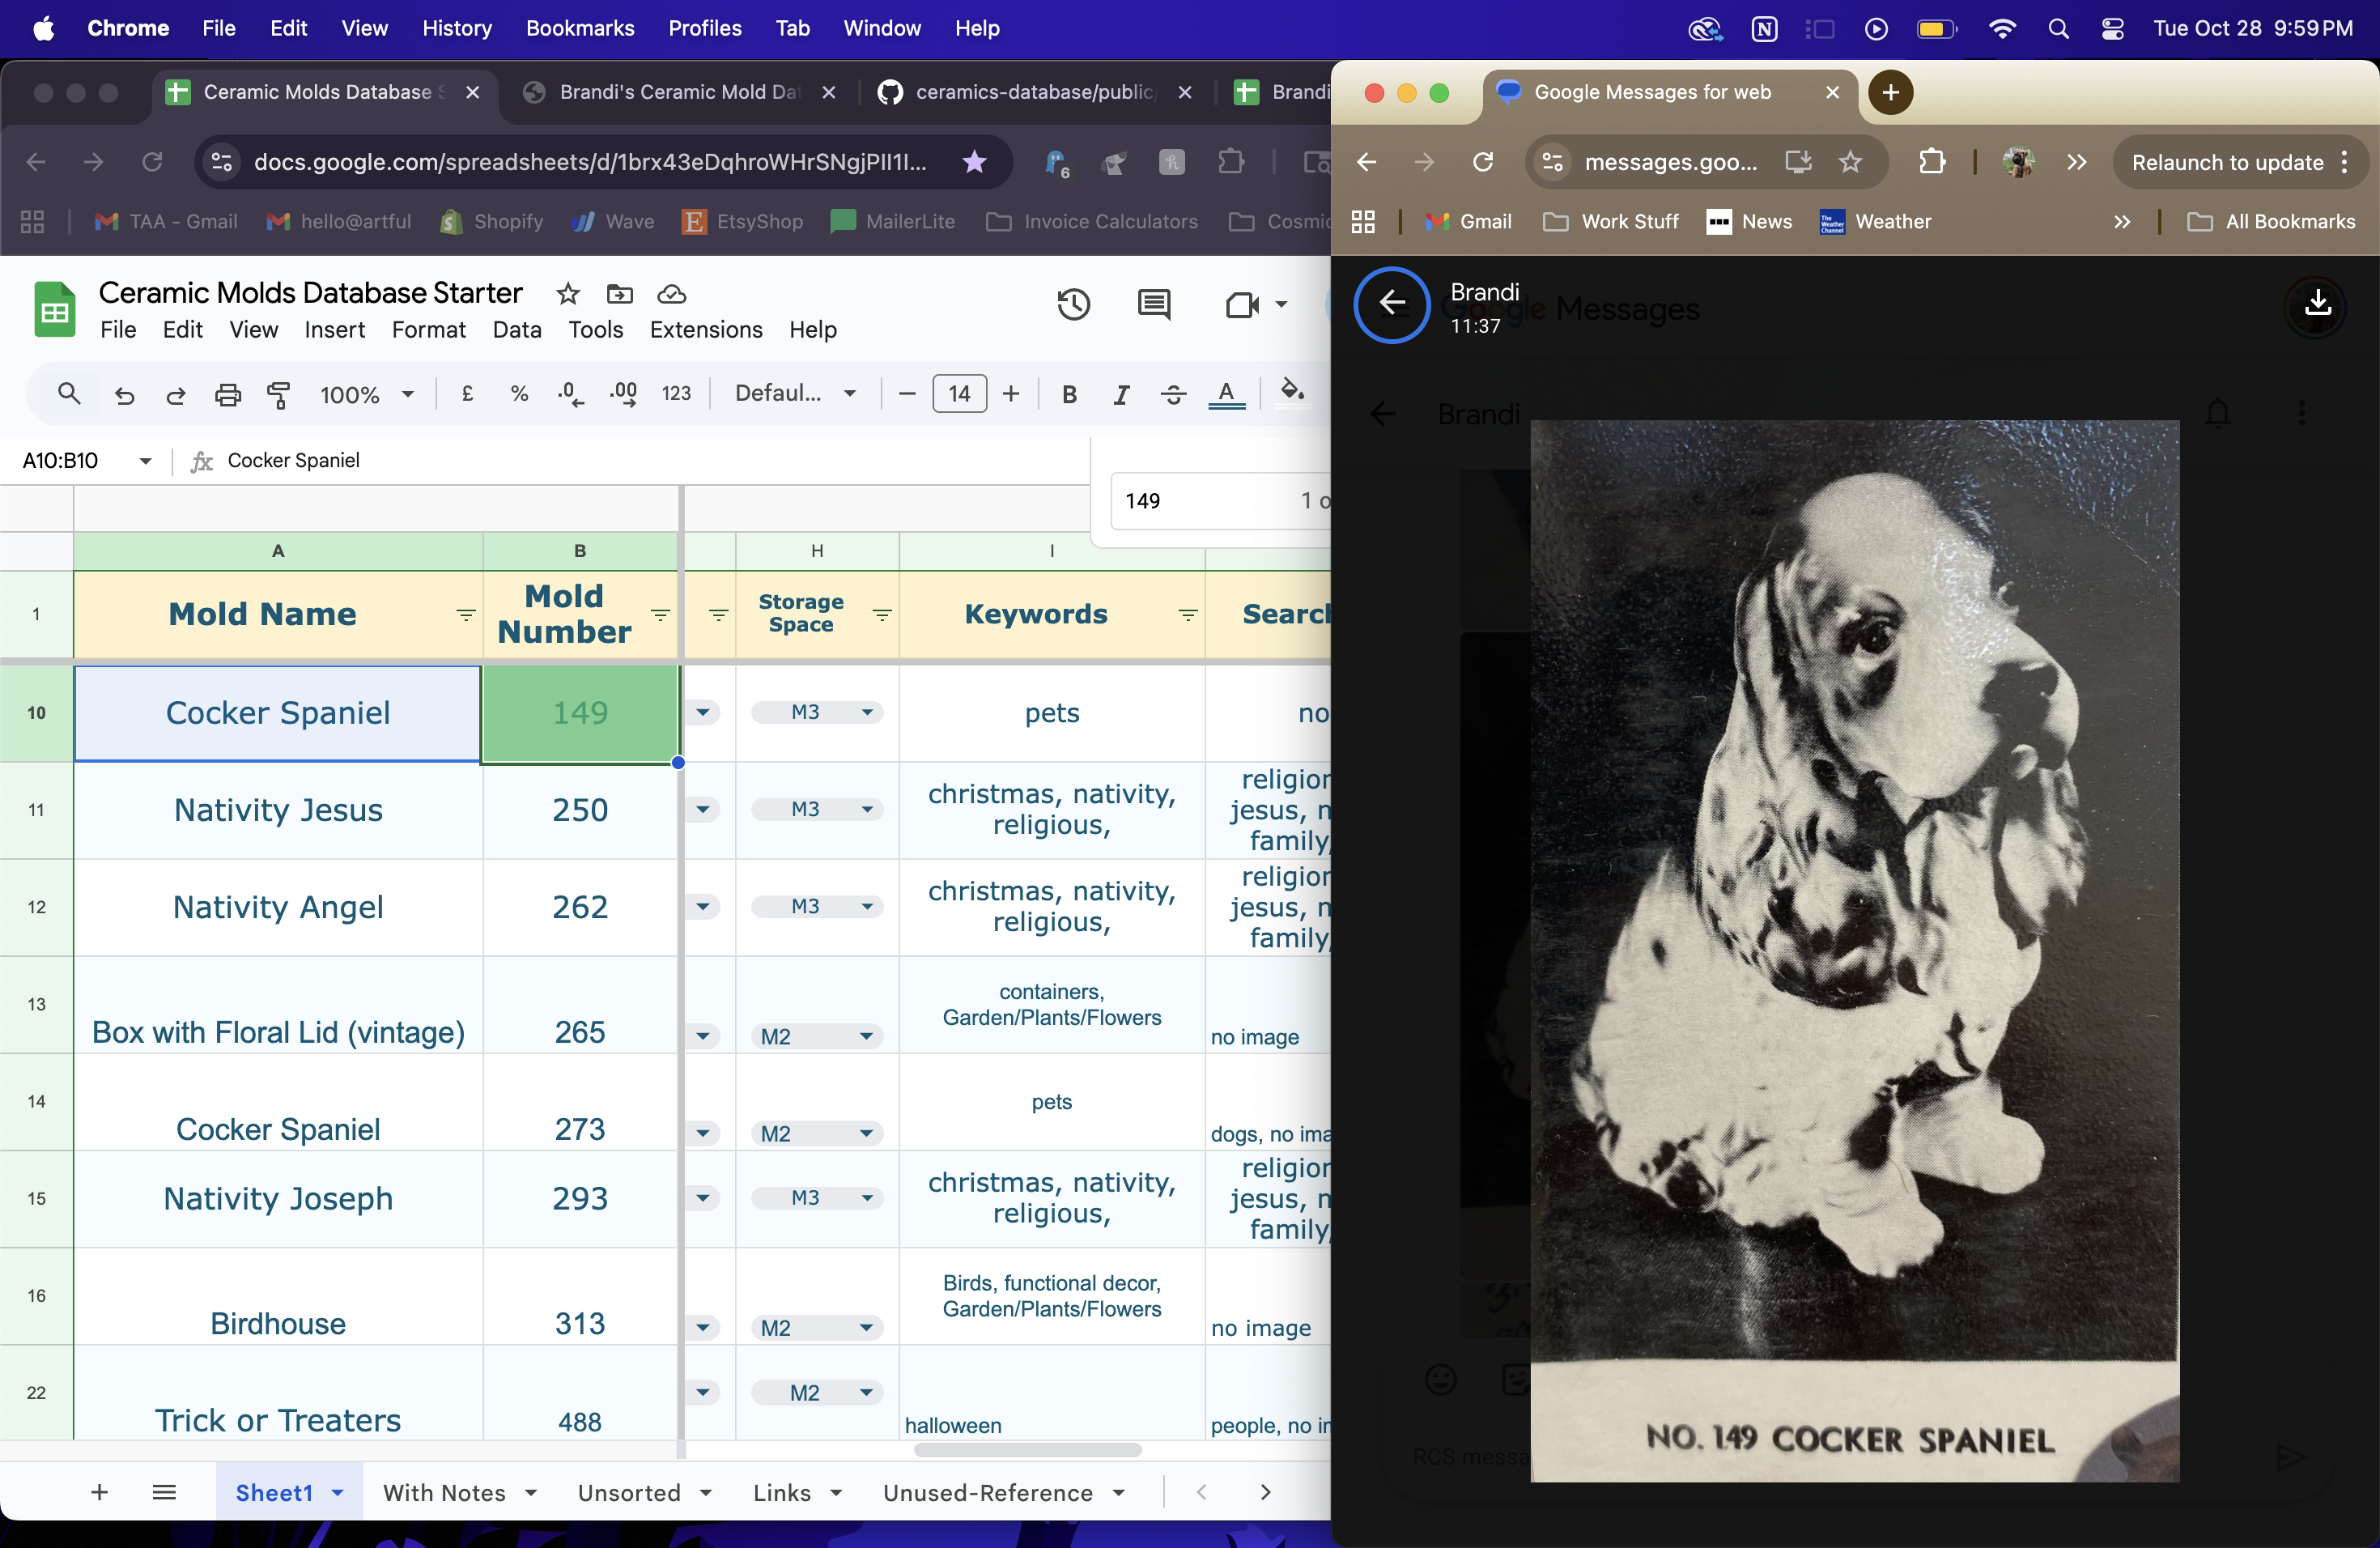 Chrome File Edit View History Bookmarks Profiles Tab Window Help Tue Oct 28 9:59 PM
Ceramic Molds Database Brandi's Ceramic Mold Dat ceramics-database/public/ Brandi
docs.google.com/spreadsheets/d/1brx43eDqhroWHrSNgjPII1I... 6
TAA - Gmail hello@artful Shopify Wave EtsyShop MailerLite Invoice Calculators Cosmic
Ceramic Molds Database Starter
File Edit View Insert Format Data Tools Extensions Help
100% £ % .0 .00 123 Defaul... 14 B I A
A10:B10 fx Cocker Spaniel
149 1 o
A B H I
1 Mold Name Mold Number Storage Space Keywords Search
10 Cocker Spaniel 149 M3 pets no
11 Nativity Jesus 250 M3 christmas, nativity, religious, religion jesus, n family,
12 Nativity Angel 262 M3 christmas, nativity, religious, religion jesus, n family,
13 Box with Floral Lid (vintage) 265 M2 containers, Garden/Plants/Flowers no image
14 Cocker Spaniel 273 M2 pets dogs, no ima
15 Nativity Joseph 293 M3 christmas, nativity, religious, religion jesus, n family,
16 Birdhouse 313 M2 Birds, functional decor, Garden/Plants/Flowers no image
22 Trick or Treaters 488 M2 halloween people, no in
Sheet1 With Notes Unsorted Links Unused-Reference
Google Messages for web
messages.goo... Relaunch to update
Gmail Work Stuff News Weather All Bookmarks
Brandi
11:37
Google Messages
Brandi
RCS messa
NO. 149 COCKER SPANIEL